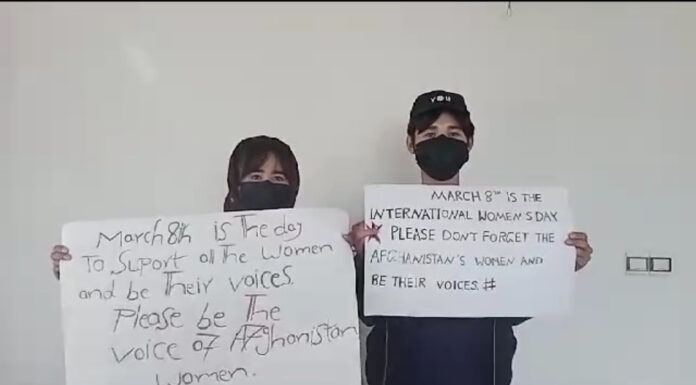 YOU
March 8th is The day
To Suport all The women
and be Their voices.
Please be The
voice of Afghanistan
women.
MARCH 8TH IS THE
INTERNATIONAL WOMEN'S DAY
PLEASE DONT FORGET THE
AFGHANISTAN'S WOMEN AND
BE THEIR VOICES.#